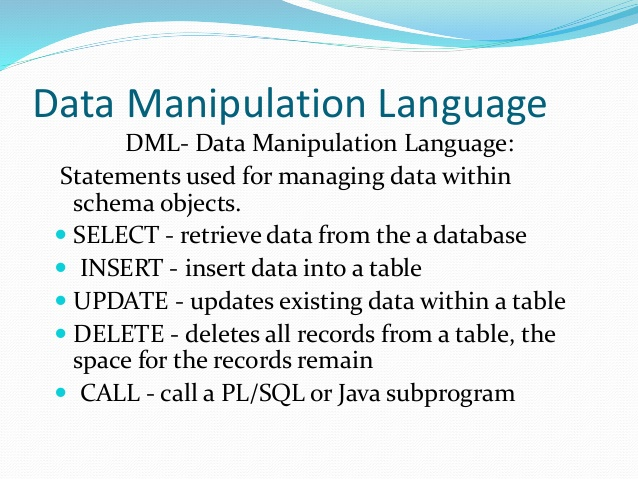 Data Manipulation Language
DML- Data Manipulation Language:
Statements used for managing data within
schema objects.
• SELECT - retrieve data from the a database
• INSERT - insert data into a table
• UPDATE - updates existing data within a table
• DELETE - deletes all records from a table, the
space for the records remain
• CALL - call a PL/SQL or Java subprogram